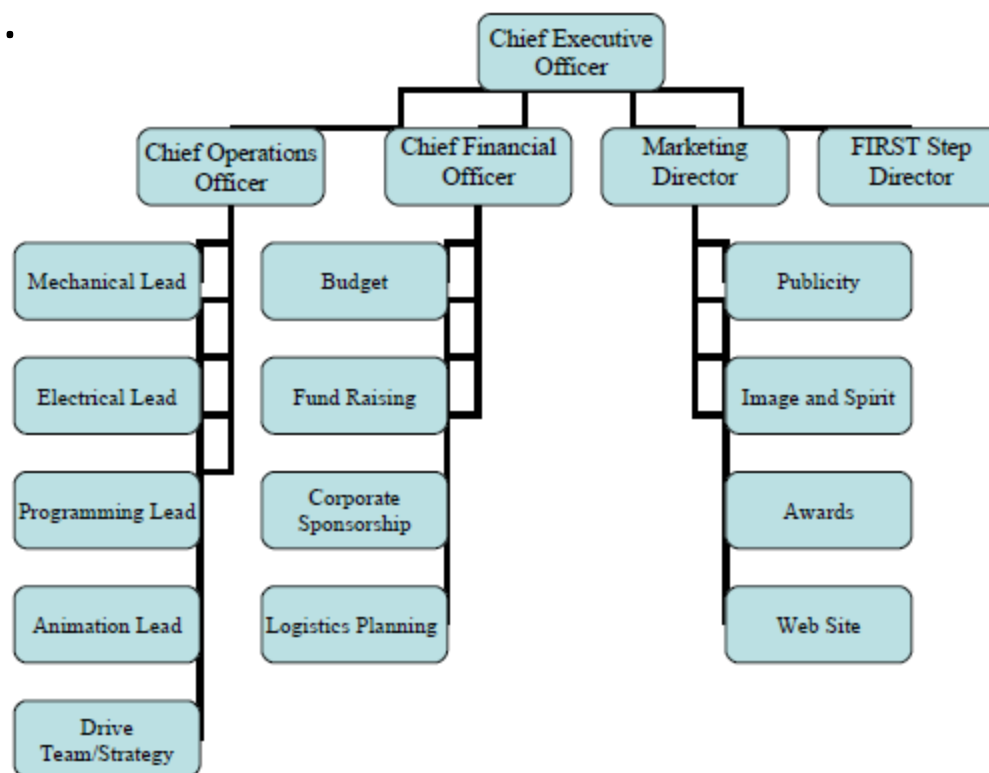 Chief Executive
Officer
Chief Operations
Officer
Chief Financial
Officer
Marketing
Director
FIRST Step
Director
Mechanical Lead
Budget
Publicity
Electrical Lead
Fund Raising
Image and Spirit
Programming Lead
Corporate
Sponsorship
Awards
Animation Lead
Logistics Planning
Web Site
Drive
Team/Strategy